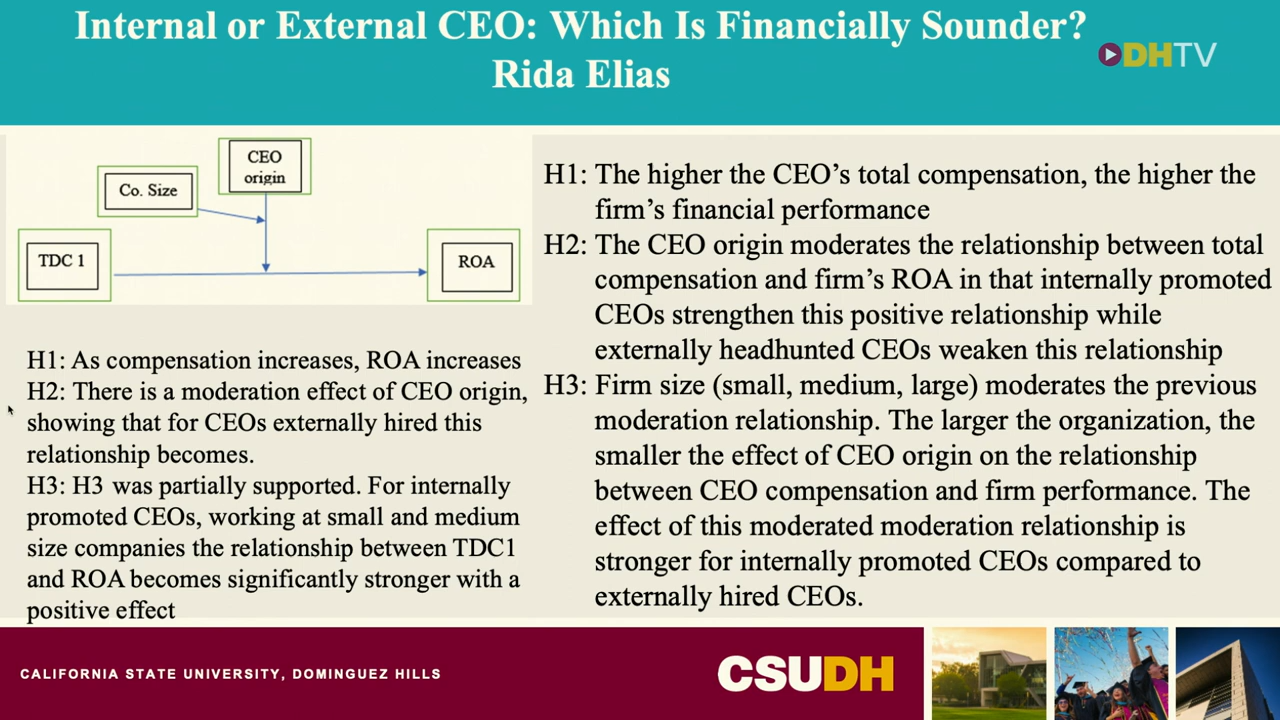 Internal or External CEO: Which Is Financially Sounder?
Rida Elias
DHTV
CEO
origin
Co. Size
TDC 1
ROA
H1: As compensation increases, ROA increases
H2: There is a moderation effect of CEO origin,
showing that for CEOs externally hired this
relationship becomes.
H3: H3 was partially supported. For internally
promoted CEOs, working at small and medium
size companies the relationship between TDC1
and ROA becomes significantly stronger with a
positive effect
H1: The higher the CEO’s total compensation, the higher the
firm’s financial performance
H2: The CEO origin moderates the relationship between total
compensation and firm’s ROA in that internally promoted
CEOs strengthen this positive relationship while
externally headhunted CEOs weaken this relationship
H3: Firm size (small, medium, large) moderates the previous
moderation relationship. The larger the organization, the
smaller the effect of CEO origin on the relationship
between CEO compensation and firm performance. The
effect of this moderated moderation relationship is
stronger for internally promoted CEOs compared to
externally hired CEOs.
CALIFORNIA STATE UNIVERSITY, DOMINGUEZ HILLS
CSUDH